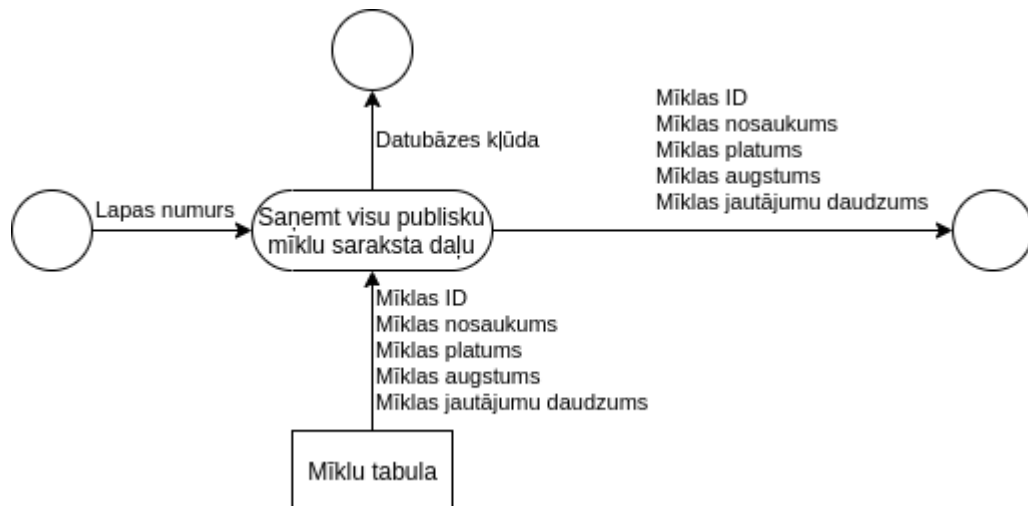 Datubāzes kļūda
Mīklas ID
Mīklas nosaukums
Mīklas platums
Mīklas augstums
Mīklas jautājumu daudzums
Lapas numurs
Saņemt visu publisku
mīklu saraksta daļu
Mīklas ID
Mīklas nosaukums
Mīklas platums
Mīklas augstums
Mīklas jautājumu daudzums
Mīklu tabula